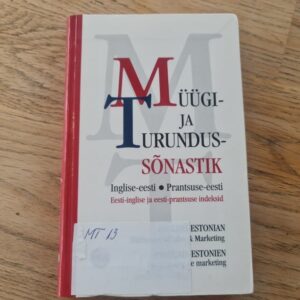 MÜÜGI-
JA
TURUNDUS-
SÕNASTIK
Inglise-eesti ● Prantsuse-eesti
Eesti-inglise ja eesti-prantsuse indeksid
ESTONIAN
& Marketing
MT 13
ESTONIEN
marketing